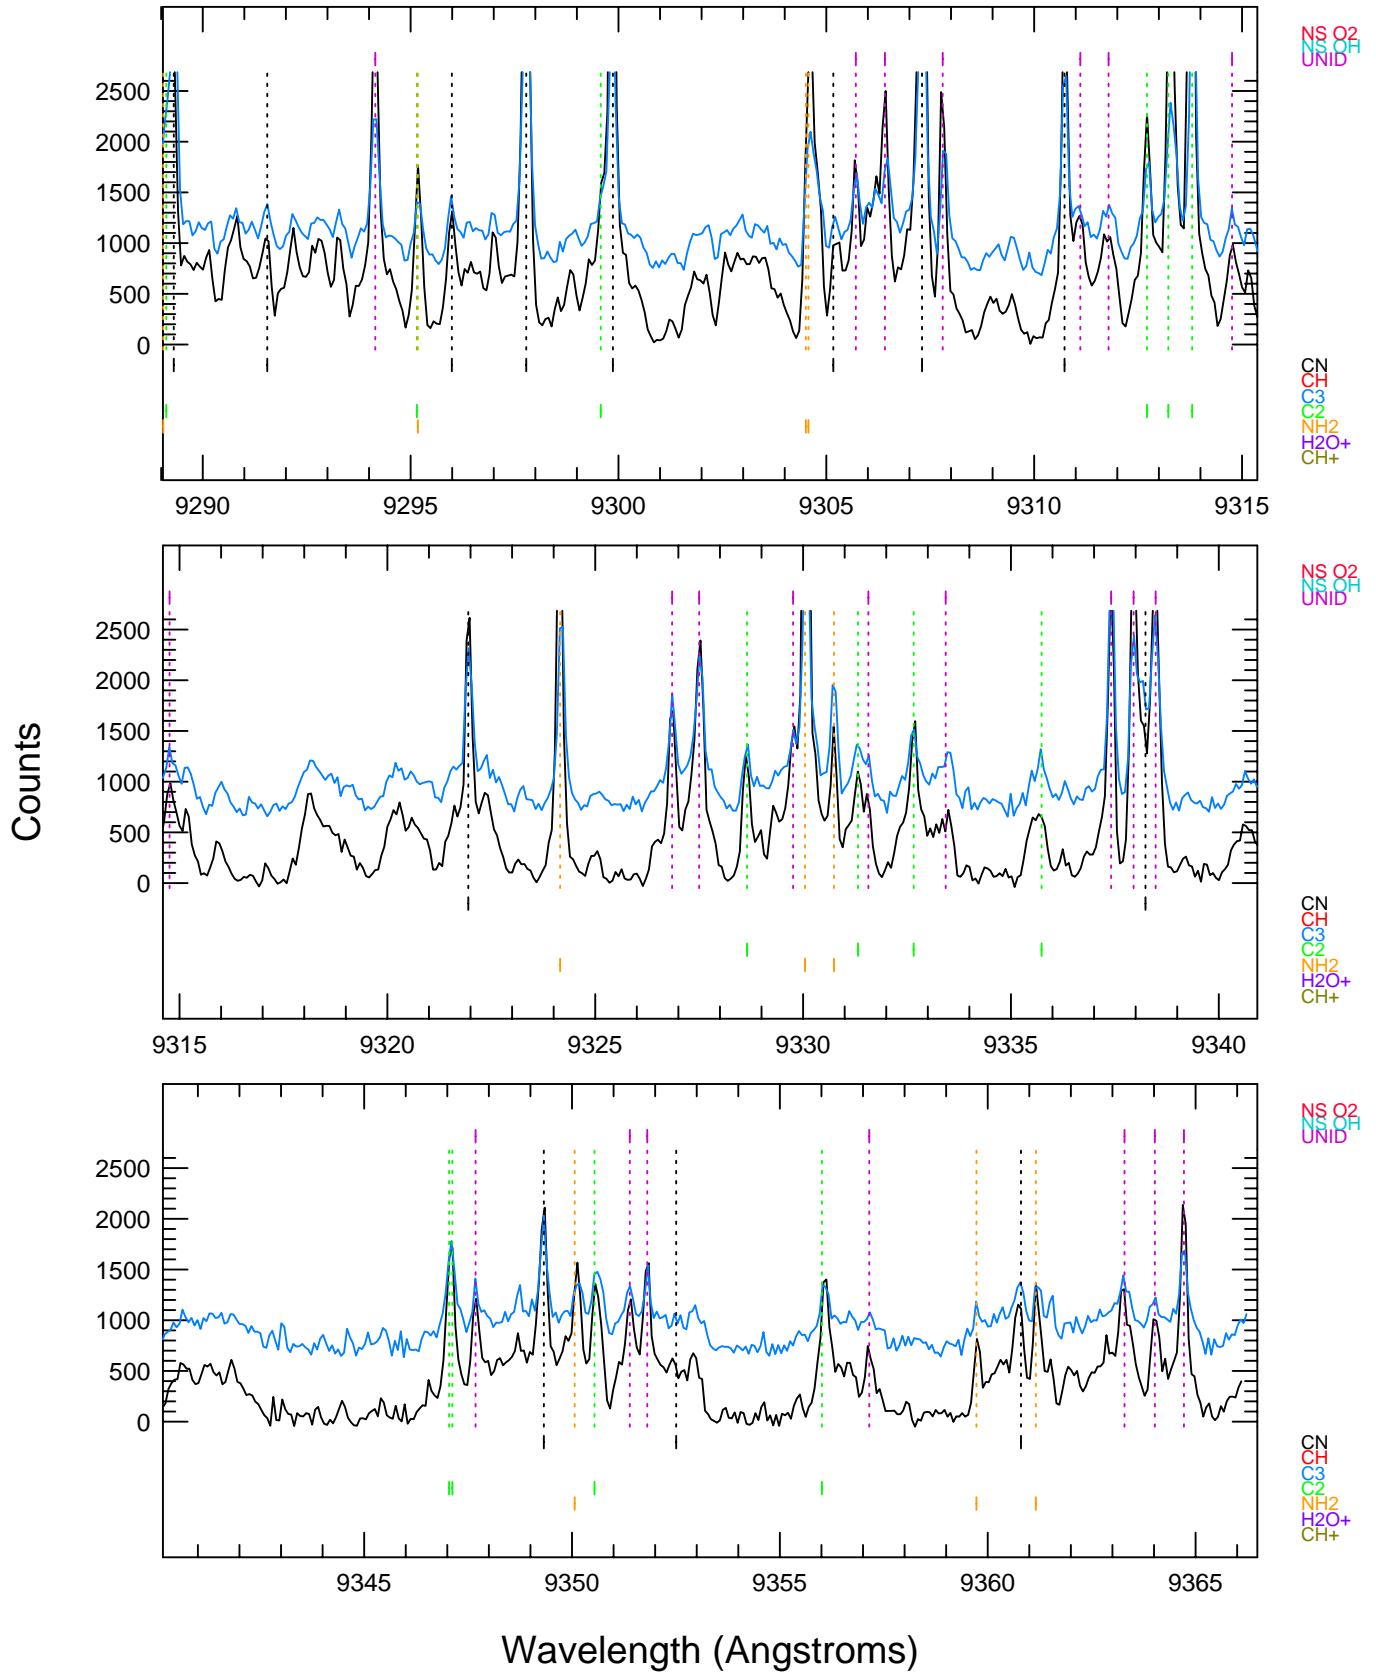 NS O2
NS OH
UNID
2500
2000
1500
1000
500
0
CN
CH
C3
C2
NH2
H2O+
CH+
9290
9295
9300
9305
9310
9315
NS O2
NS OH
UNID
2500
2000
1500
1000
500
0
Counts
CN
CH
C3
C2
NH2
H2O+
CH+
9315
9320
9325
9330
9335
9340
NS O2
NS OH
UNID
2500
2000
1500
1000
500
0
CN
CH
C3
C2
NH2
H2O+
CH+
9345
9350
9355
9360
9365
Wavelength (Angstroms)